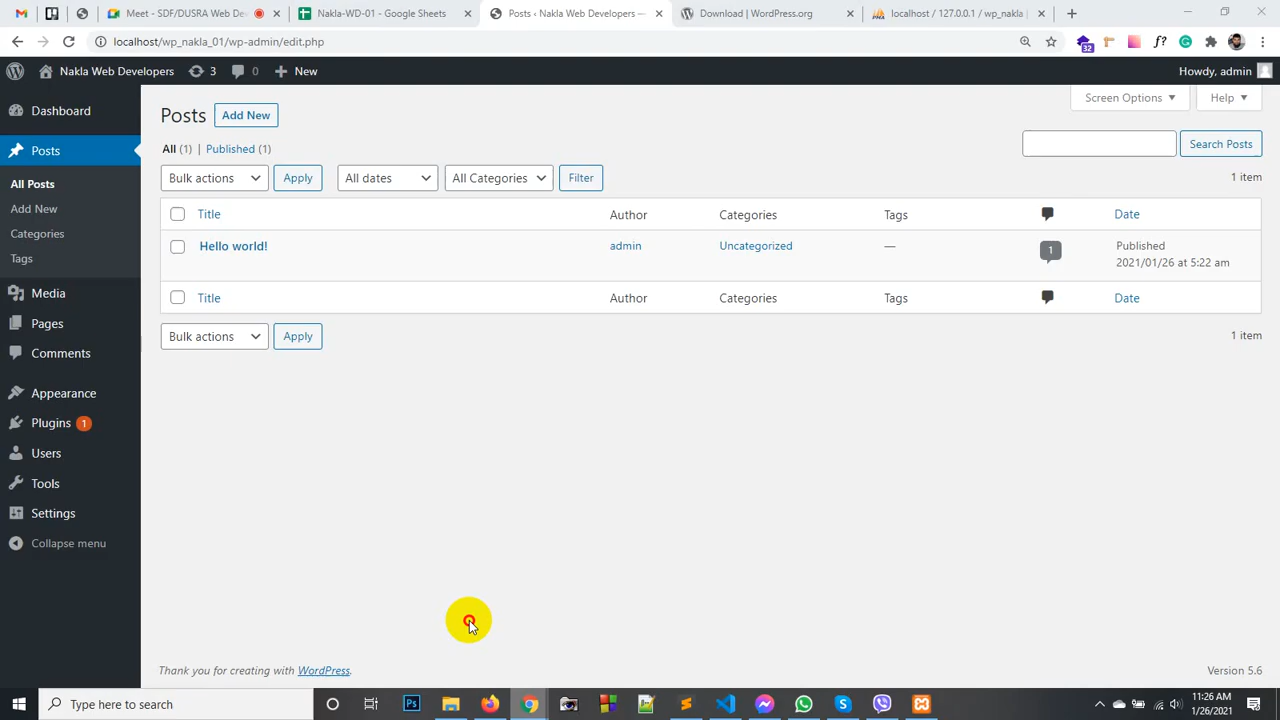 Meet - SDF/DUSRA Web De
Nakla-WD-01 - Google Sheets
Posts ‹ Nakla Web Developers —
Download | WordPress.org
localhost / 127.0.0.1 / wp_nakla |
localhost/wp_nakla_01/wp-admin/edit.php
32
f?
Nakla Web Developers
3
0
New
Howdy, admin
Dashboard
Posts
All Posts
Add New
Categories
Tags
Media
Pages
Comments
Appearance
Plugins 1
Users
Tools
Settings
Collapse menu
Screen Options
Help
Posts
Add New
All (1) | Published (1)
Search Posts
Bulk actions
Apply
All dates
All Categories
Filter
1 item
Title
Author
Categories
Tags
Date
Hello world!
admin
Uncategorized
—
1
Published
2021/01/26 at 5:22 am
Title
Author
Categories
Tags
Date
Bulk actions
Apply
1 item
Thank you for creating with WordPress.
Version 5.6
Type here to search
Ps
11:26 AM
1/26/2021